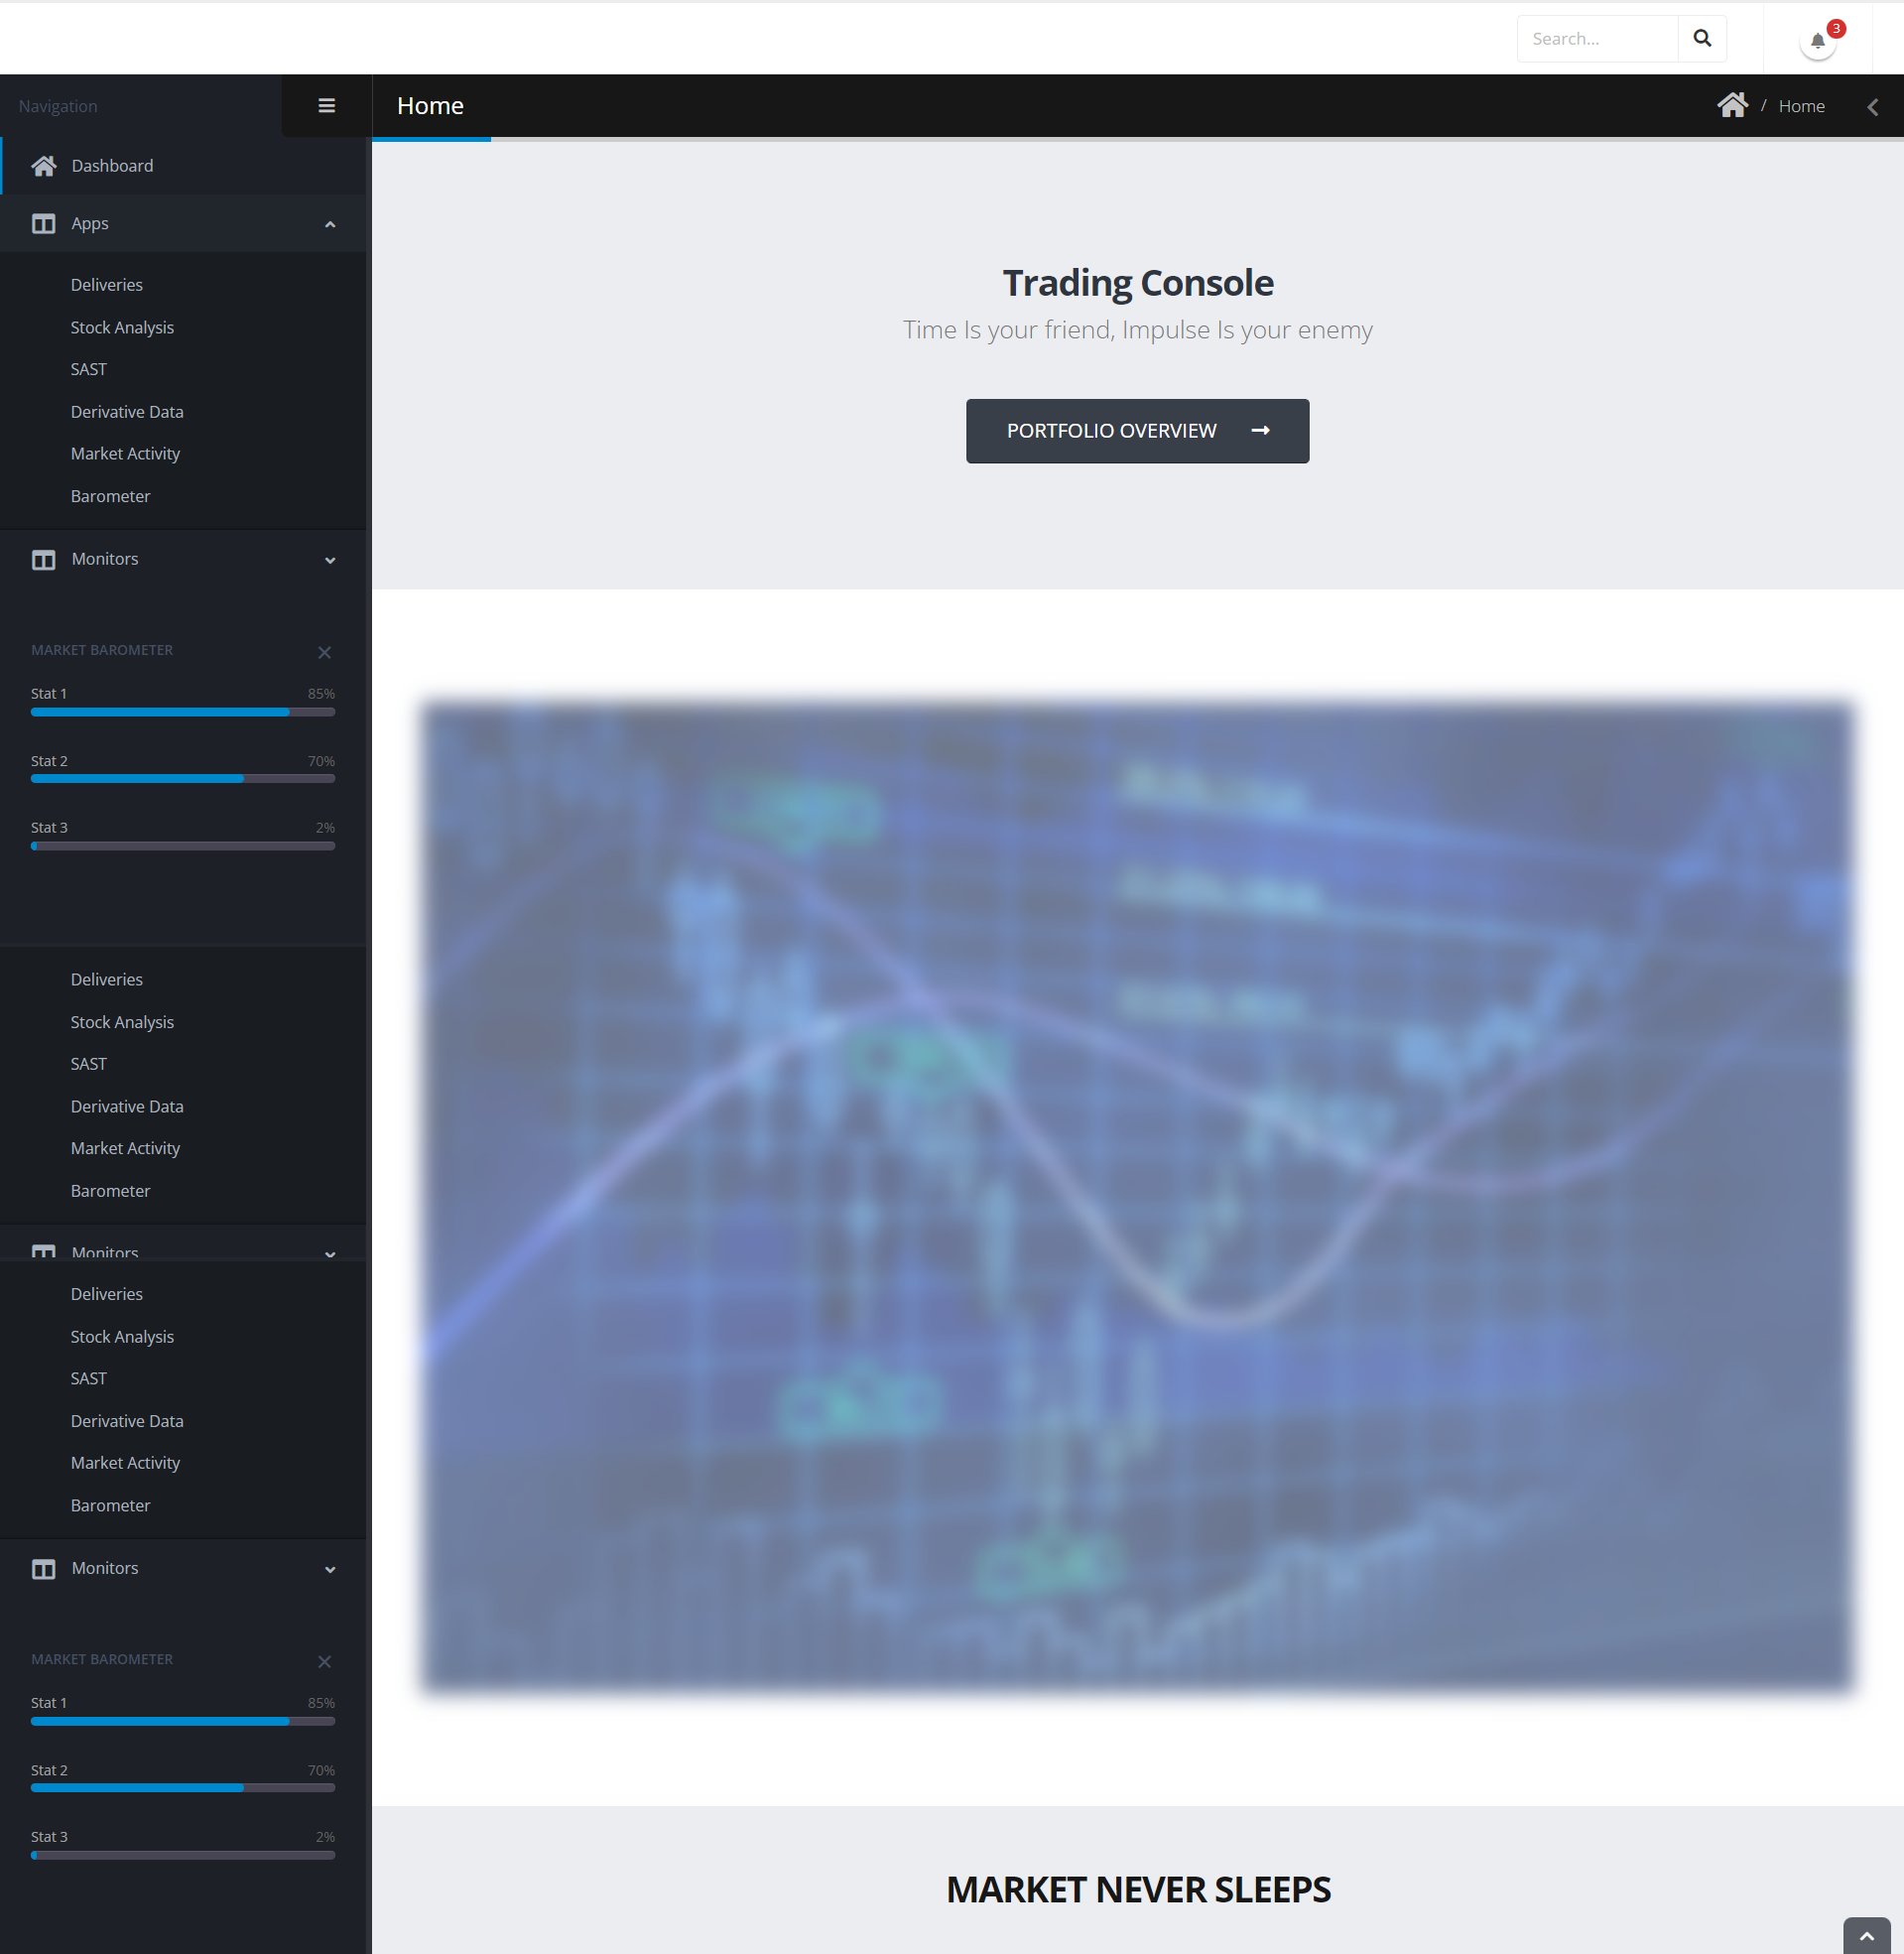 Search...
3
Navigation
Home
/ Home
Dashboard
Apps
Deliveries
Stock Analysis
SAST
Derivative Data
Market Activity
Barometer
Monitors
MARKET BAROMETER
Stat 1 85%
Stat 2 70%
Stat 3 2%
Deliveries
Stock Analysis
SAST
Derivative Data
Market Activity
Barometer
Monitors
Deliveries
Stock Analysis
SAST
Derivative Data
Market Activity
Barometer
Monitors
MARKET BAROMETER
Stat 1 85%
Stat 2 70%
Stat 3 2%
Trading Console
Time Is your friend, Impulse Is your enemy
PORTFOLIO OVERVIEW
MARKET NEVER SLEEPS